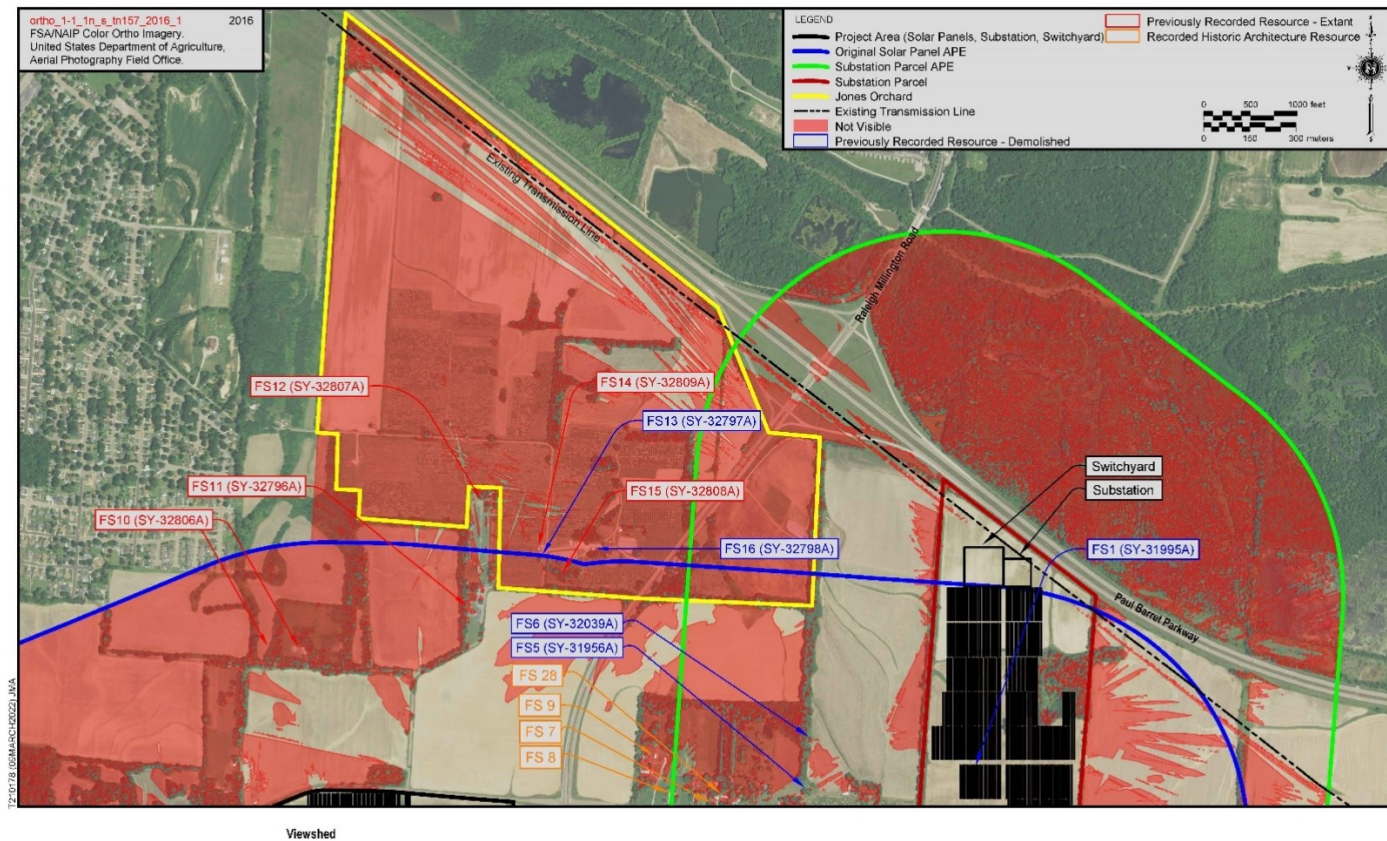 ortho_1-1_1n_s_tn157_2016_1 2016
FSA/NAIP Color Ortho Imagery.
United States Department of Agriculture,
Aerial Photography Field Office.
LEGEND
Project Area (Solar Panels, Substation, Switchyard)
Original Solar Panel APE
Substation Parcel APE
Substation Parcel
Jones Orchard
Existing Transmission Line
Not Visible
Previously Recorded Resource - Demolished
Previously Recorded Resource - Extant
Recorded Historic Architecture Resource
0 500 1000 feet
0 150 300 meters
Existing Transmission Line
Raleigh Millington Road
FS12 (SY-32807A)
FS14 (SY-32809A)
FS13 (SY-32797A)
FS11 (SY-32796A)
FS15 (SY-32808A)
FS10 (SY-32806A)
FS16 (SY-32798A)
Switchyard
Substation
FS1 (SY-31995A)
Paul Barret Parkway
FS6 (SY-32039A)
FS5 (SY-31956A)
FS 28
FS 9
FS 7
FS 8
T210178 (09MARCH2022) JMA
Viewshed